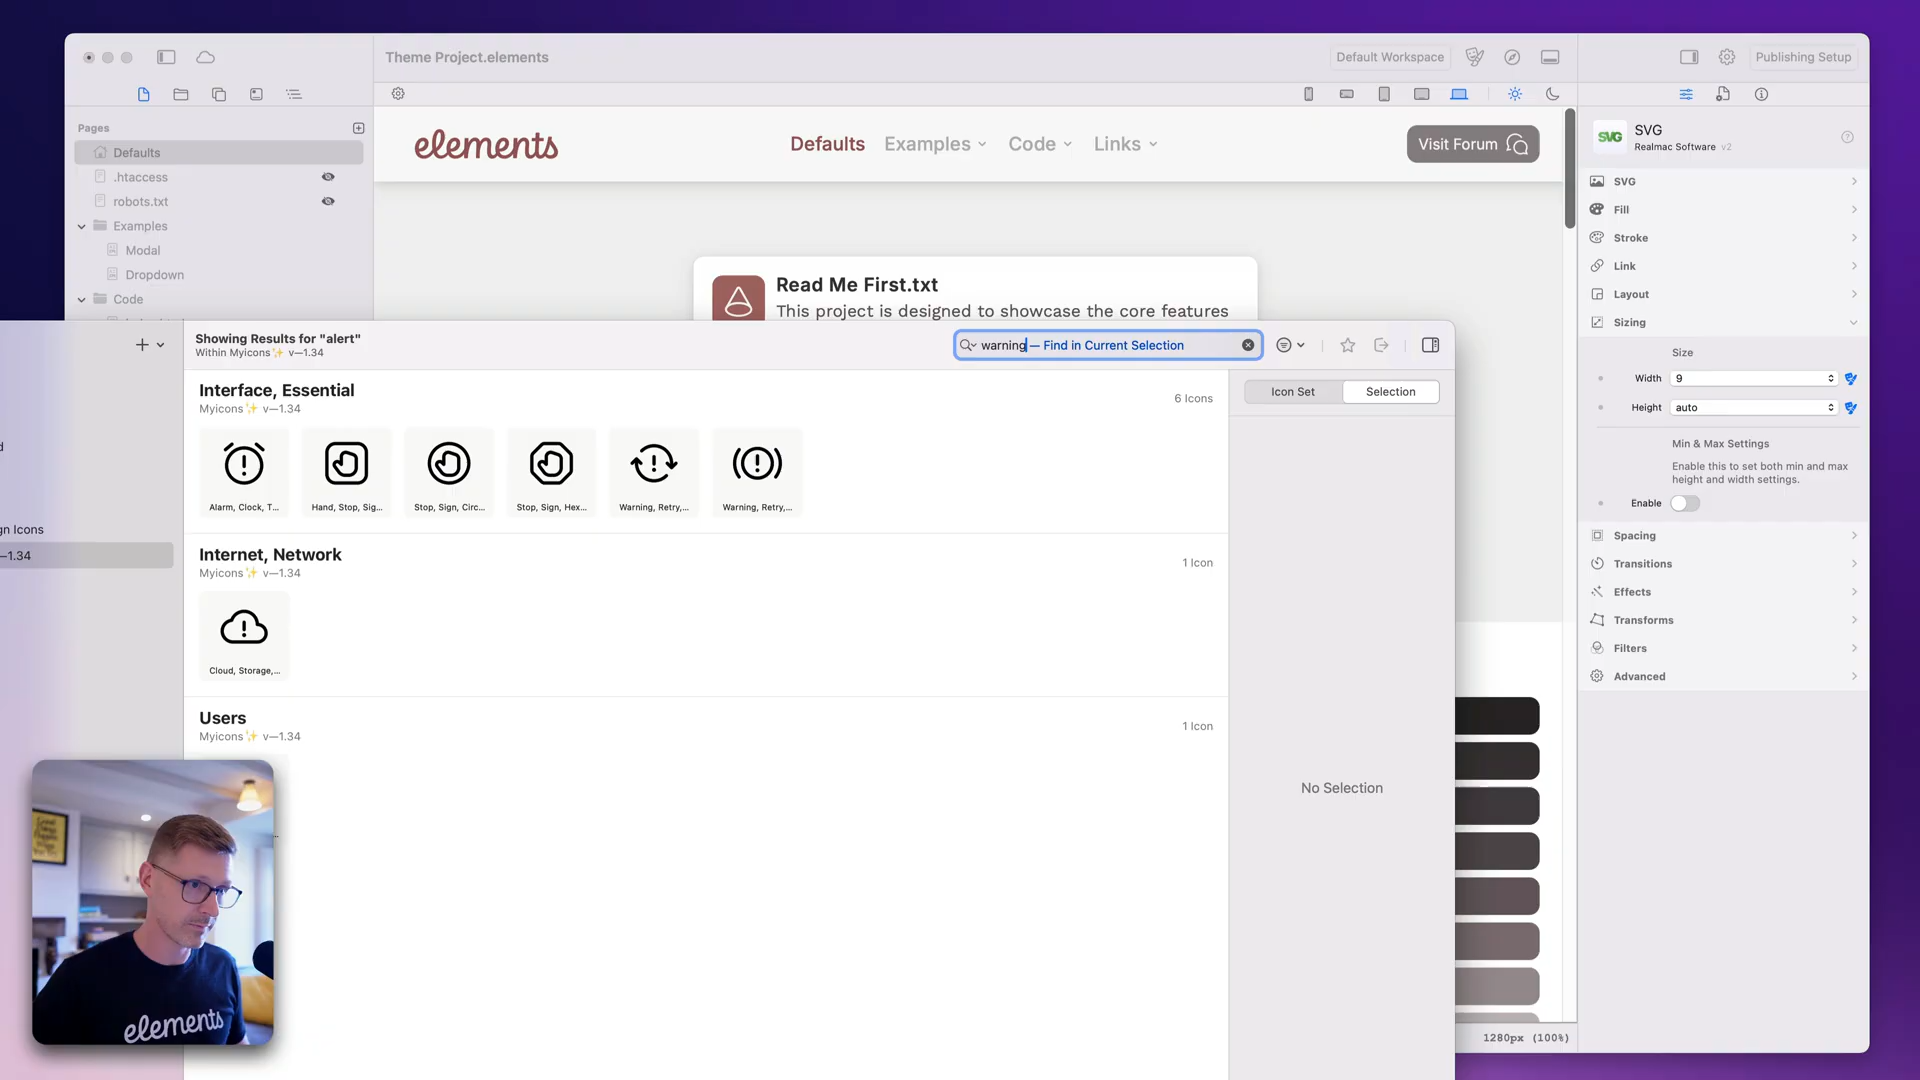 Theme Project.elements
Default Workspace
Publishing Setup
Pages
Defaults
.htaccess
robots.txt
Examples
Modal
Dropdown
Code
elements
Defaults
Examples
Code
Links
Visit Forum
Read Me First.txt
This project is designed to showcase the core features
SVG
SVG
Realmac Software v2
SVG
Fill
Stroke
Link
Layout
Sizing
Size
Width 9
Height auto
Min & Max Settings
Enable this to set both min and max
height and width settings.
Enable
Spacing
Transitions
Effects
Transforms
Filters
Advanced
gn Icons
—1.34
Showing Results for "alert"
Within Myicons✨ v—1.34
warning — Find in Current Selection
Interface, Essential
Myicons✨ v—1.34
6 Icons
Alarm, Clock, T...
Hand, Stop, Sig...
Stop, Sign, Circ...
Stop, Sign, Hex...
Warning, Retry,...
Warning, Retry,...
Internet, Network
Myicons✨ v—1.34
1 Icon
Cloud, Storage,...
Users
Myicons✨ v—1.34
1 Icon
Icon Set
Selection
No Selection
1280px (100%)
elements